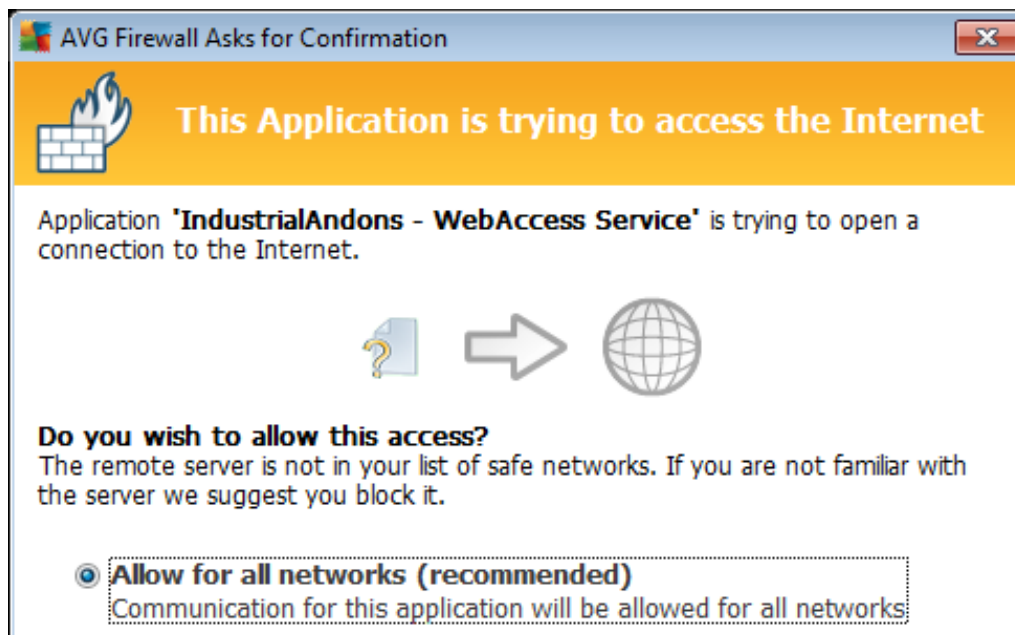 AVG Firewall Asks for Confirmation
This Application is trying to access the Internet
Application 'IndustrialAndons - WebAccess Service' is trying to open a
connection to the Internet.
Do you wish to allow this access?
The remote server is not in your list of safe networks. If you are not familiar with
the server we suggest you block it.
Allow for all networks (recommended)
Communication for this application will be allowed for all networks